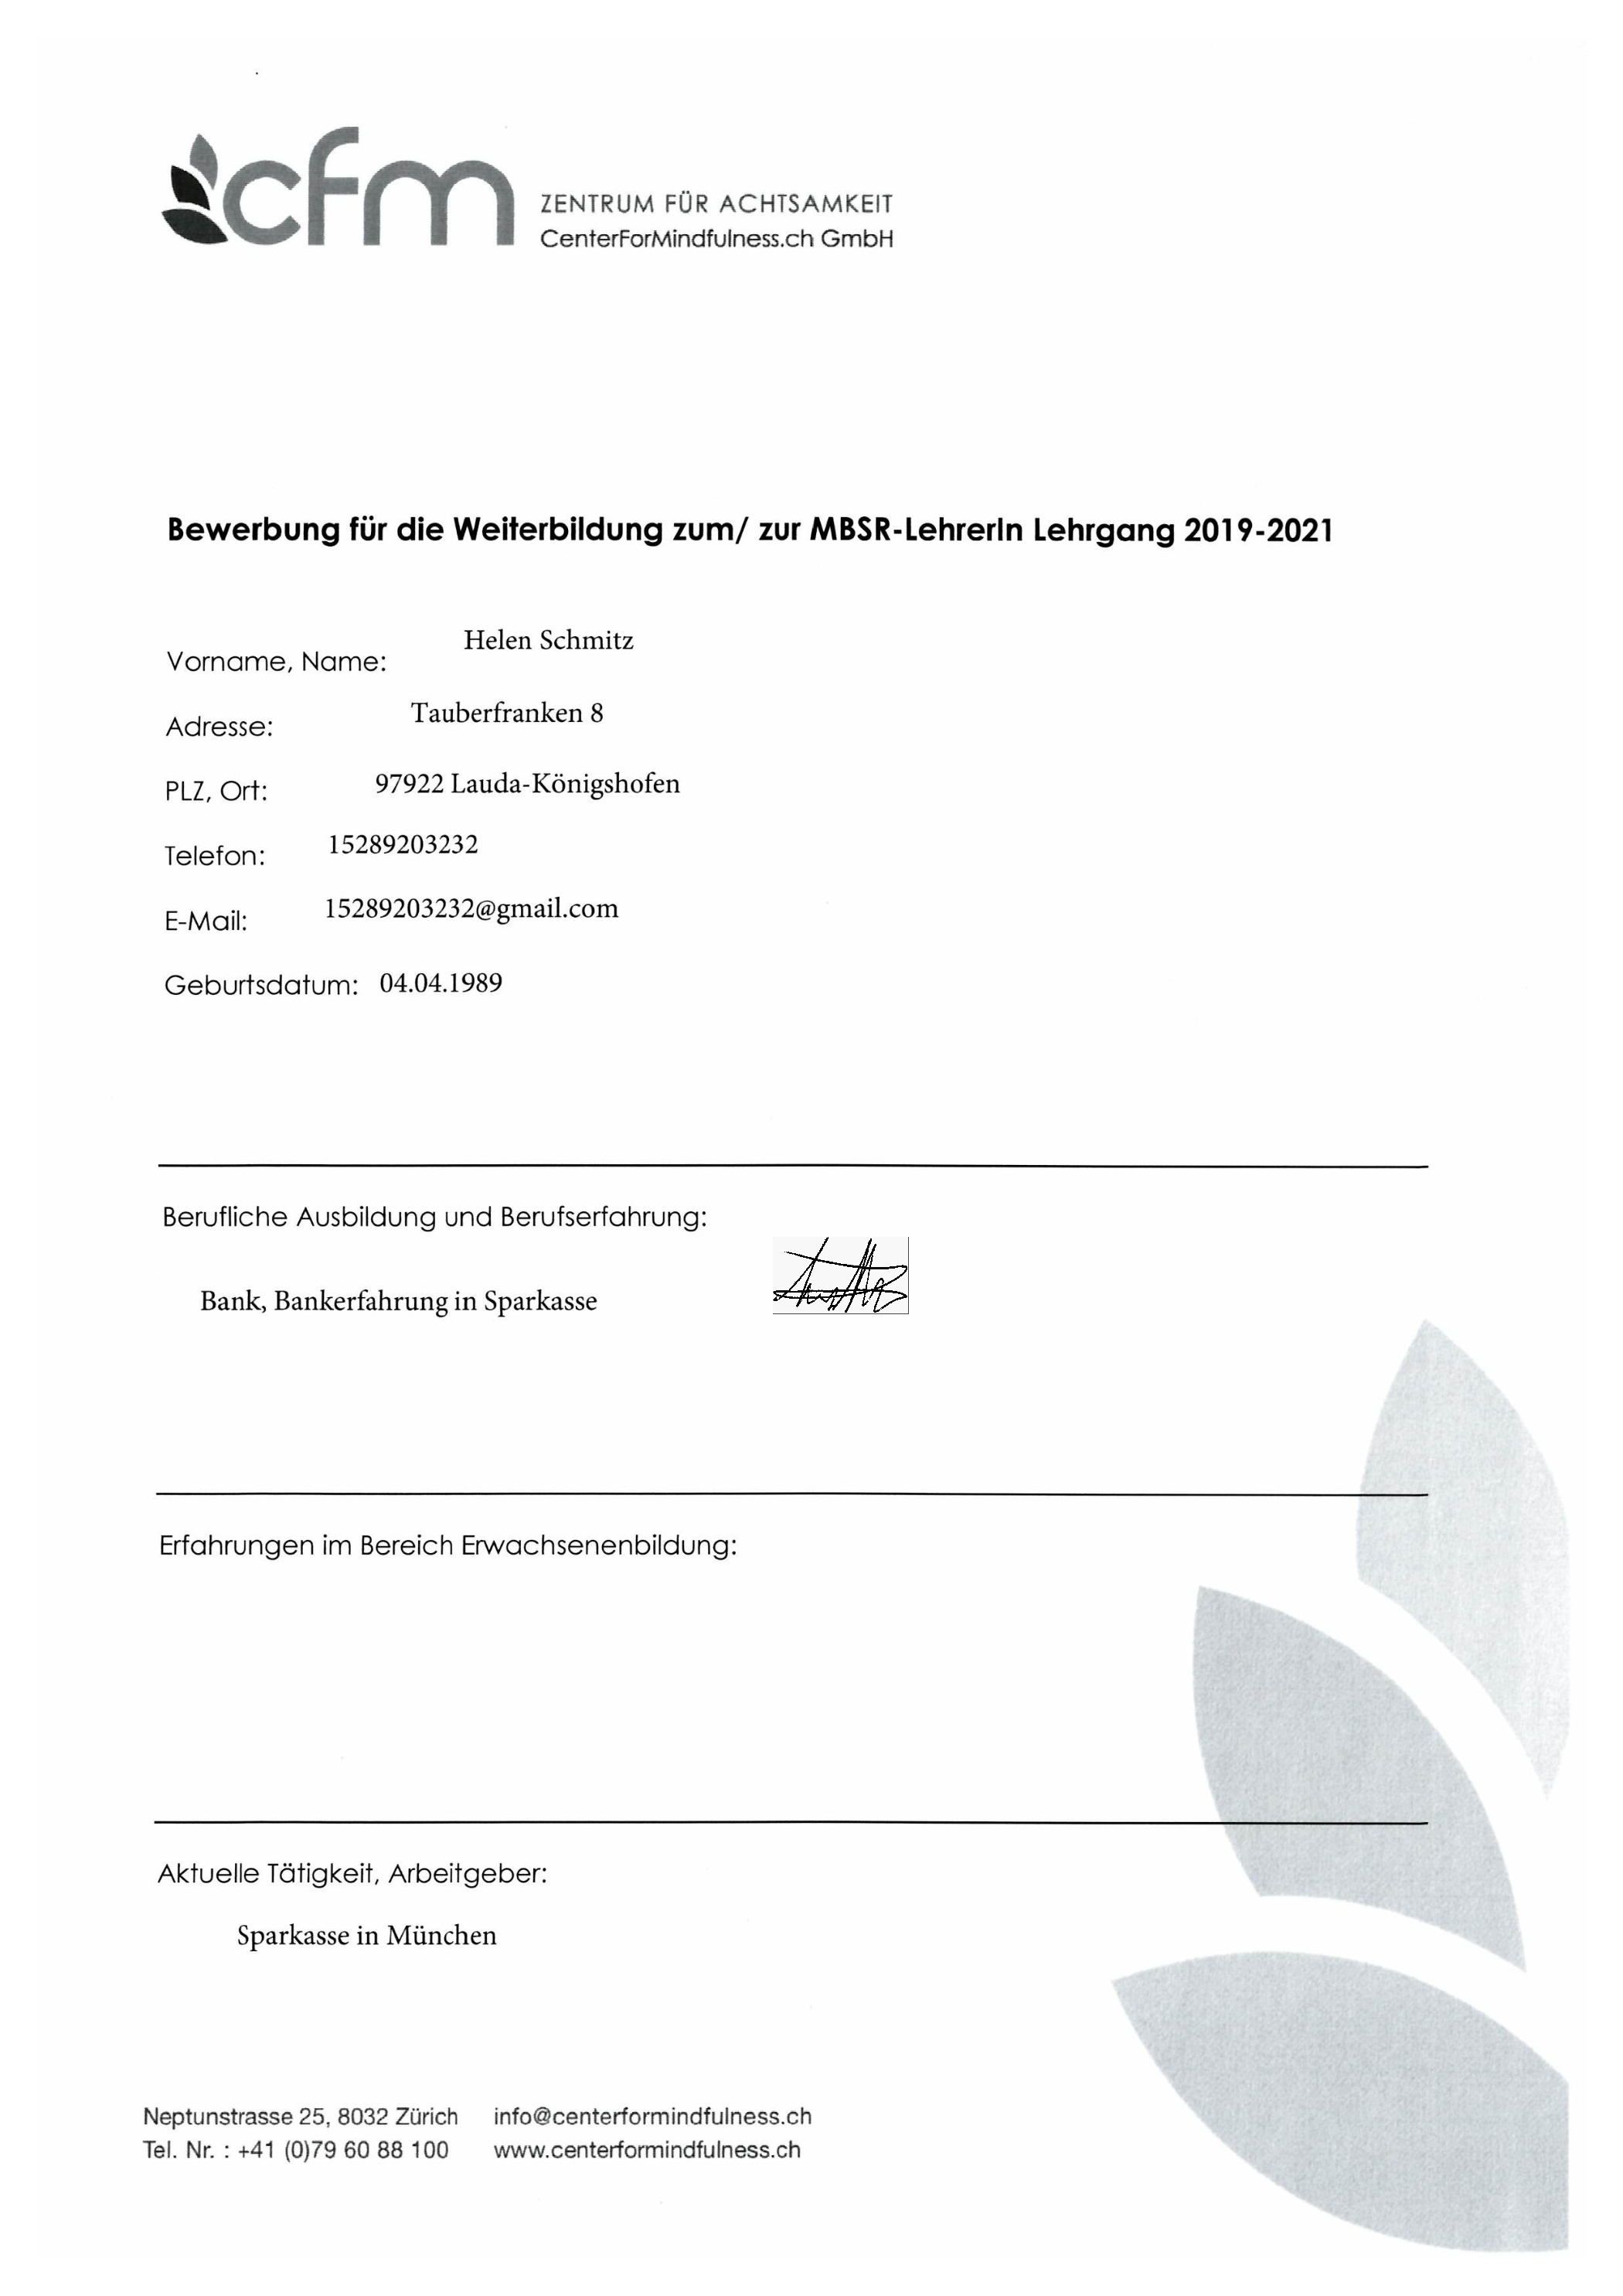 cfm
ZENTRUM FÜR ACHTSAMKEIT
CenterForMindfulness.ch GmbH
Bewerbung für die Weiterbildung zum/ zur MBSR-LehrerIn Lehrgang 2019-2021
Vorname, Name: Helen Schmitz
Adresse: Tauberfranken 8
PLZ, Ort: 97922 Lauda-Königshofen
Telefon: 15289203232
E-Mail: 15289203232@gmail.com
Geburtsdatum: 04.04.1989
Berufliche Ausbildung und Berufserfahrung:
Bank, Bankerfahrung in Sparkasse
Erfahrungen im Bereich Erwachsenenbildung:
Aktuelle Tätigkeit, Arbeitgeber:
Sparkasse in München
Neptunstrasse 25, 8032 Zürich info@centerformindfulness.ch
Tel. Nr. : +41 (0)79 60 88 100 www.centerformindfulness.ch